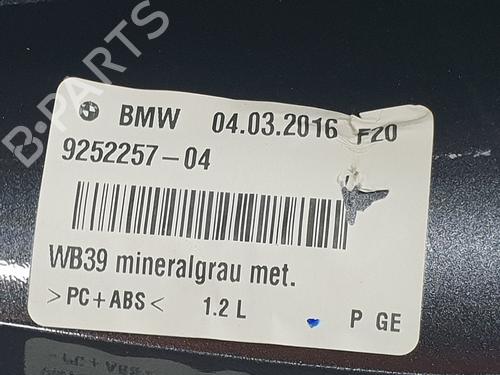 B-PARTS
BMW 04.03.2016 F20
9252257-04
WB39 mineralgrau met.
>PC+ABS< 1.2 L P GE